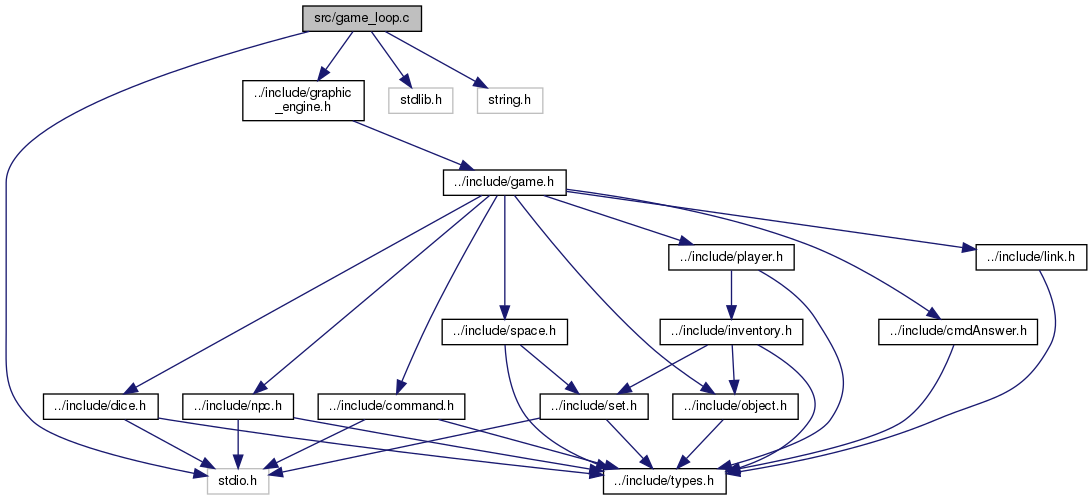 src/game_loop.c
../include/graphic
_engine.h
stdlib.h
string.h
../include/game.h
../include/player.h
../include/link.h
../include/space.h
../include/inventory.h
../include/cmdAnswer.h
../include/dice.h
../include/npc.h
../include/command.h
../include/set.h
../include/object.h
stdio.h
../include/types.h